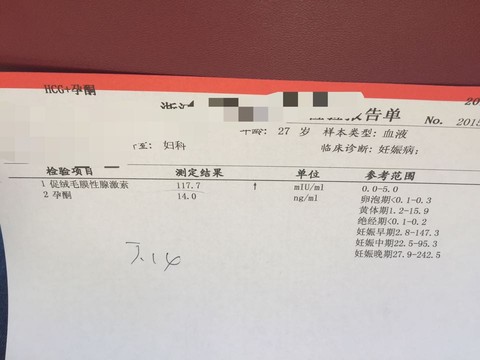 HCG+孕酮
告单
No. 2015
27 岁 样本类型:血液
妇科 临床诊断:妊娠病;
检验项目 测定结果 单位 参考范围
1 促绒毛膜性腺激素 117.7 ↑ mIU/ml 0.0-5.0
2 孕酮 14.0 ng/ml 卵泡期<0.1-0.3
黄体期1.2-15.9
绝经期<0.1-0.2
妊娠早期2.8-147.3
妊娠中期22.5-95.3
妊娠晚期27.9-242.5